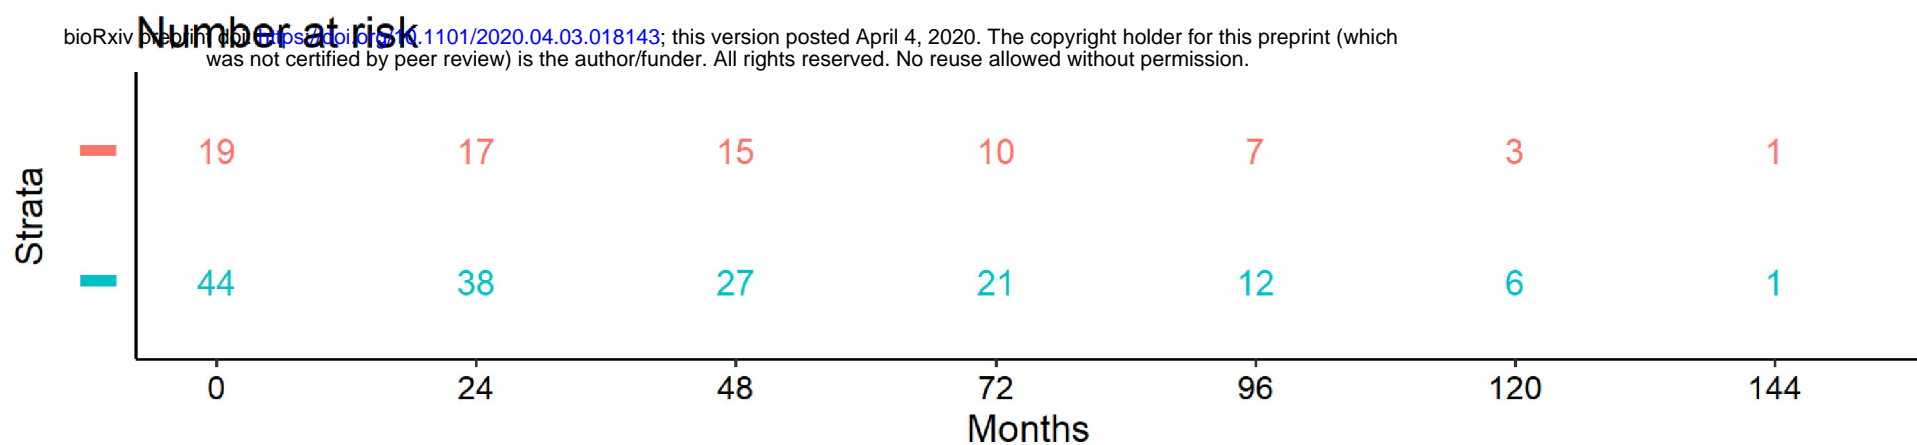 Number at risk
bioRxiv preprint doi: https://doi.org/10.1101/2020.04.03.018143; this version posted April 4, 2020. The copyright holder for this preprint (which
was not certified by peer review) is the author/funder. All rights reserved. No reuse allowed without permission.
Strata
19 17 15 10 7 3 1
44 38 27 21 12 6 1
0 24 48 72 96 120 144
Months